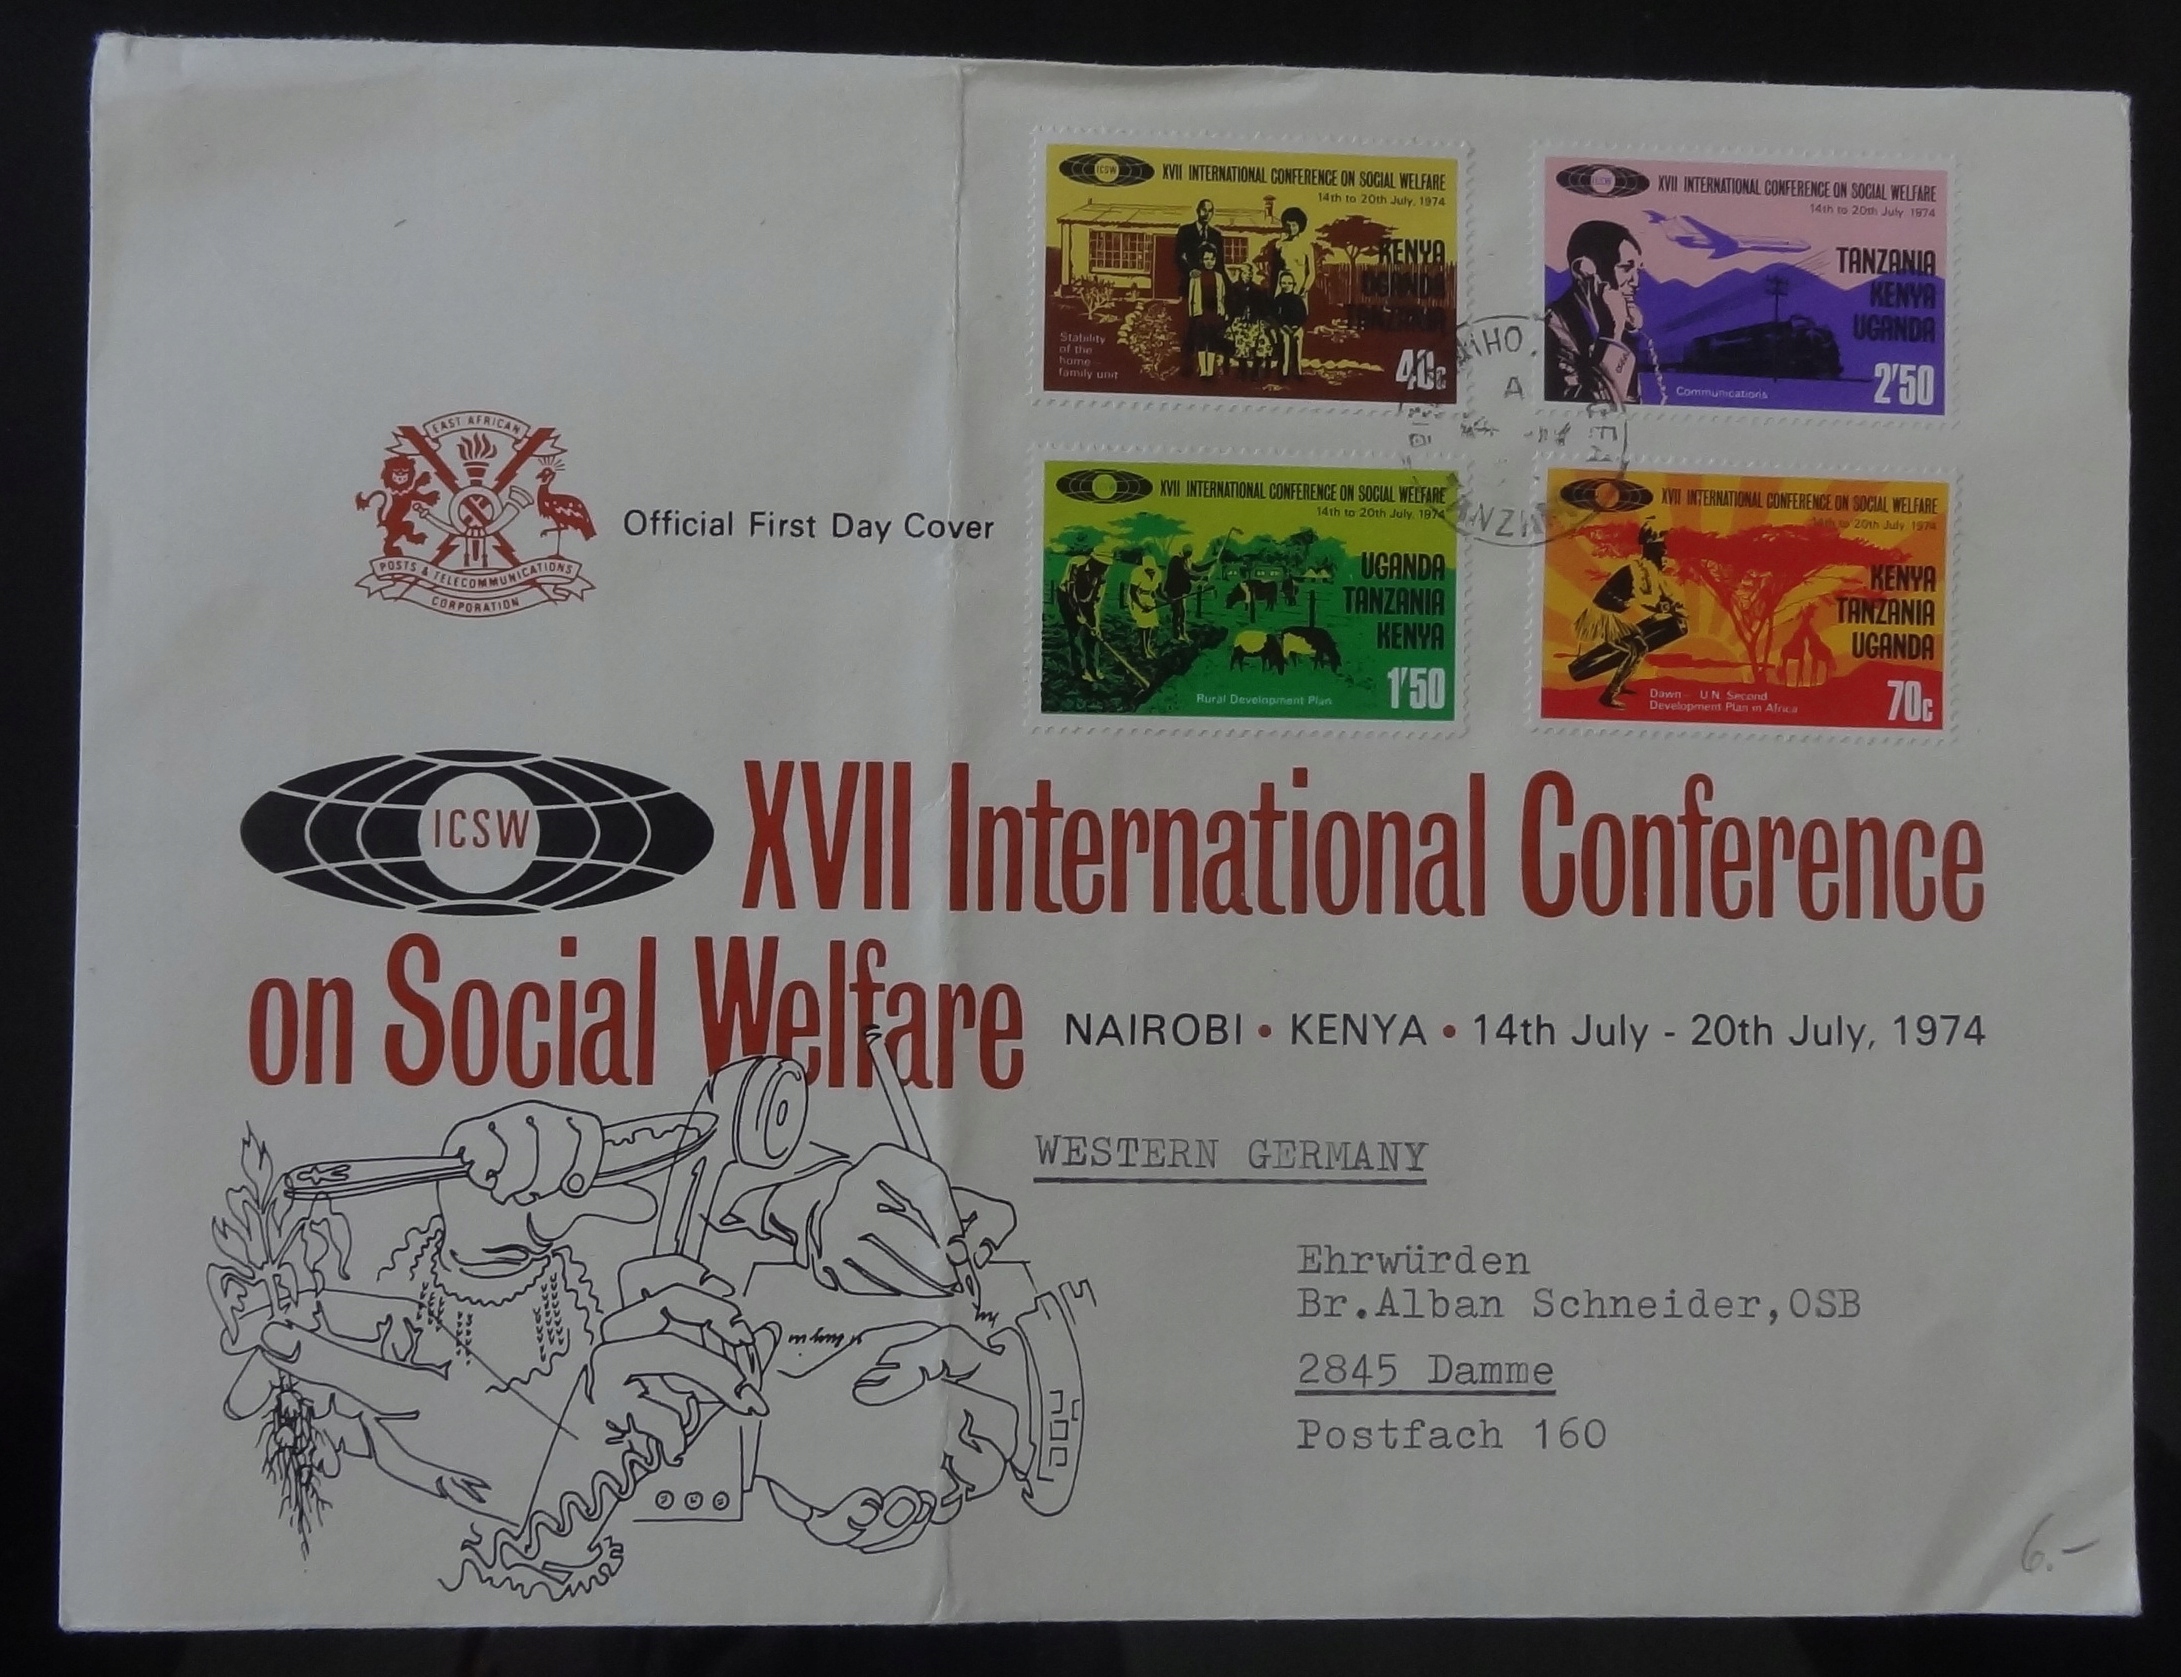 ICSW
XVII INTERNATIONAL CONFERENCE ON SOCIAL WELFARE
14th to 20th July, 1974
KENYA
UGANDA
TANZANIA
Stability
of the
home
family unit
40c
XVII INTERNATIONAL CONFERENCE ON SOCIAL WELFARE
14th to 20th July 1974
TANZANIA
KENYA
UGANDA
Communications
2'50
A
EAST AFRICAN
POSTS & TELECOMMUNICATIONS
CORPORATION
Official First Day Cover
XVII INTERNATIONAL CONFERENCE ON SOCIAL WELFARE
14th to 20th July, 1974
UGANDA
TANZANIA
KENYA
Rural Development Plan
1'50
XVII INTERNATIONAL CONFERENCE ON SOCIAL WELFARE
14th to 20th July, 1974
KENYA
TANZANIA
UGANDA
Dawn - U.N. Second
Development Plan in Africa
70c
ICSW
XVII International Conference
on Social Welfare
NAIROBI • KENYA • 14th July - 20th July, 1974
WESTERN GERMANY
Ehrwürden
Br.Alban Schneider,OSB
2845 Damme
Postfach 160
6.-